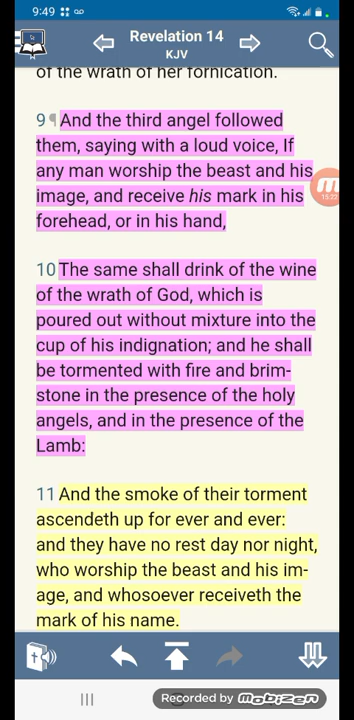 9:49
Revelation 14
KJV
of the wrath of her fornication.
9 ¶ And the third angel followed
them, saying with a loud voice, If
any man worship the beast and his
image, and receive his mark in his
forehead, or in his hand,
15:22
10 The same shall drink of the wine
of the wrath of God, which is
poured out without mixture into the
cup of his indignation; and he shall
be tormented with fire and brim-
stone in the presence of the holy
angels, and in the presence of the
Lamb:
11 And the smoke of their torment
ascendeth up for ever and ever:
and they have no rest day nor night,
who worship the beast and his im-
age, and whosoever receiveth the
mark of his name.
Recorded by mobizen